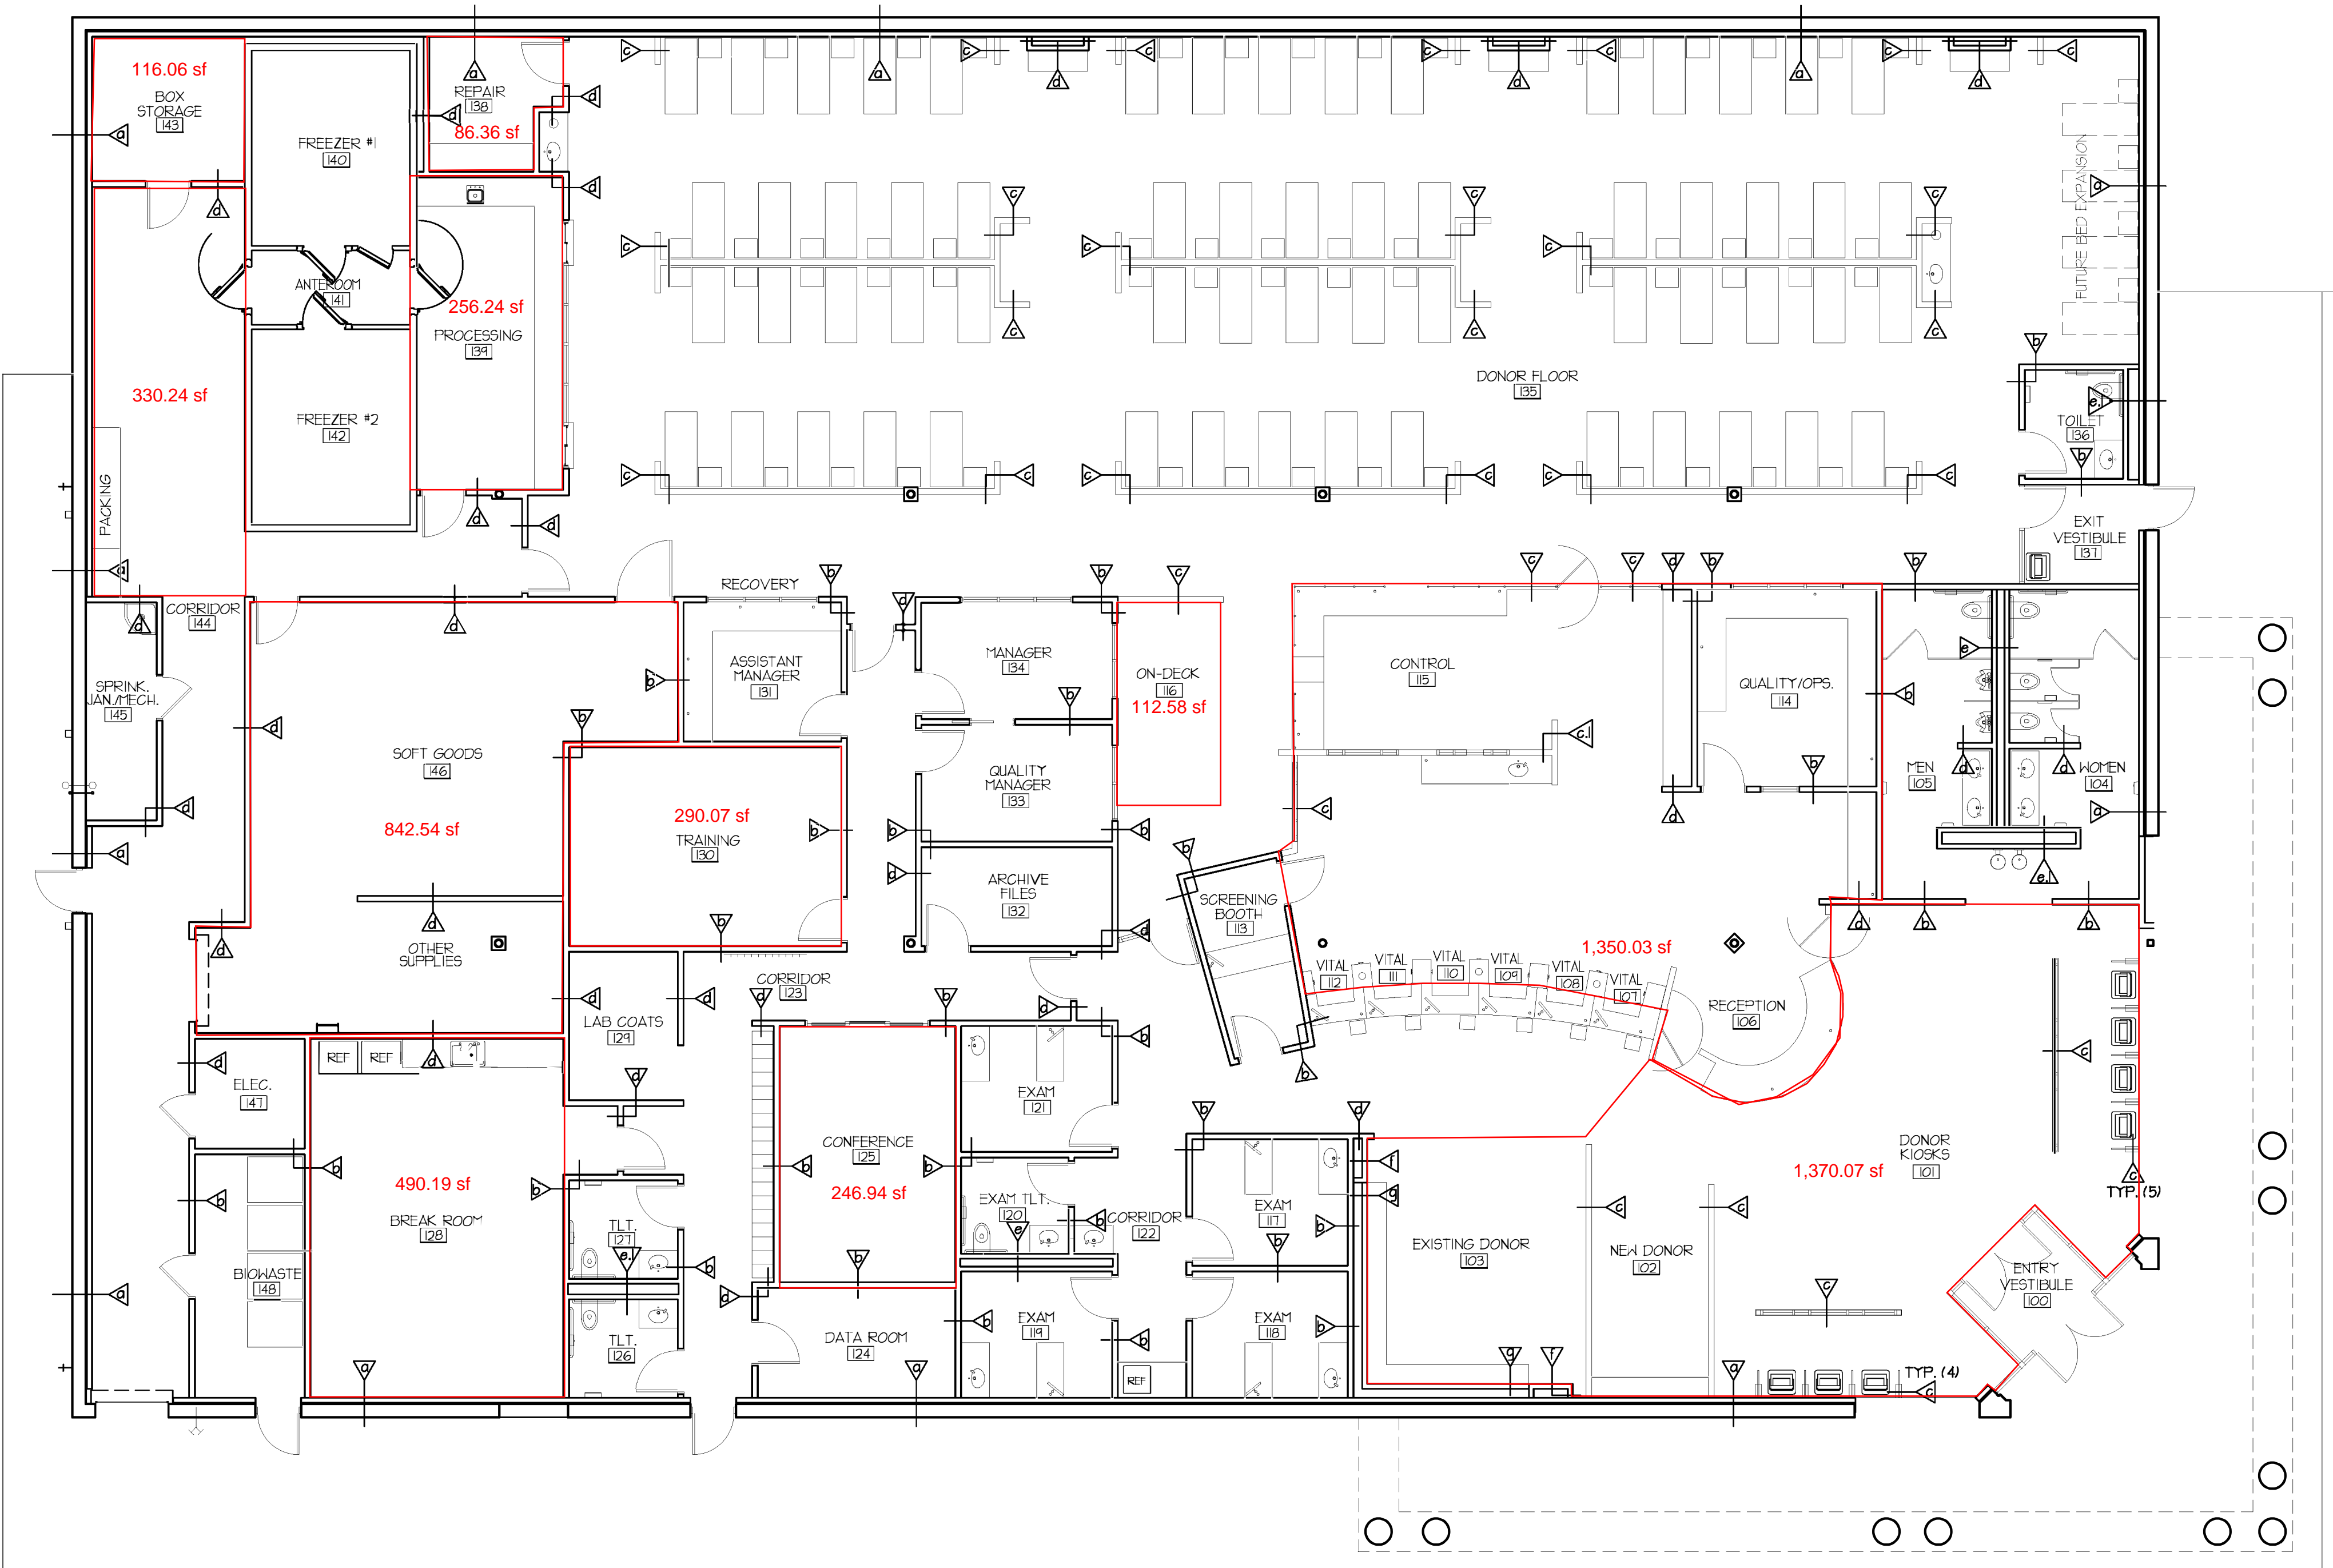 116.06 sf
BOX
STORAGE
143
FREEZER #1
140
REPAIR
138
86.36 sf
ANTEROOM
141
256.24 sf
PROCESSING
139
330.24 sf
FREEZER #2
142
PACKING
FUTURE BED EXPANSION
DONOR FLOOR
135
TOILET
136
EXIT
VESTIBULE
137
CORRIDOR
144
RECOVERY
SPRINK.
JAN./MECH.
145
ASSISTANT
MANAGER
131
MANAGER
134
ON-DECK
116
112.58 sf
CONTROL
115
QUALITY/OPS.
114
SOFT GOODS
146
842.54 sf
290.07 sf
TRAINING
130
QUALITY
MANAGER
133
MEN
105
WOMEN
104
ARCHIVE
FILES
132
SCREENING
BOOTH
113
OTHER
SUPPLIES
CORRIDOR
123
1,350.03 sf
VITAL
112
VITAL
111
VITAL
110
VITAL
109
VITAL
108
VITAL
107
RECEPTION
106
LAB COATS
129
REF
REF
ELEC.
147
EXAM
121
CONFERENCE
125
246.94 sf
DONOR
KIOSKS
101
1,370.07 sf
TYP. (5)
490.19 sf
BREAK ROOM
128
TLT.
127
EXAM TLT.
120
CORRIDOR
122
EXAM
117
EXISTING DONOR
103
NEW DONOR
102
BIOWASTE
148
ENTRY
VESTIBULE
100
TLT.
126
DATA ROOM
124
EXAM
119
EXAM
118
REF
TYP. (4)